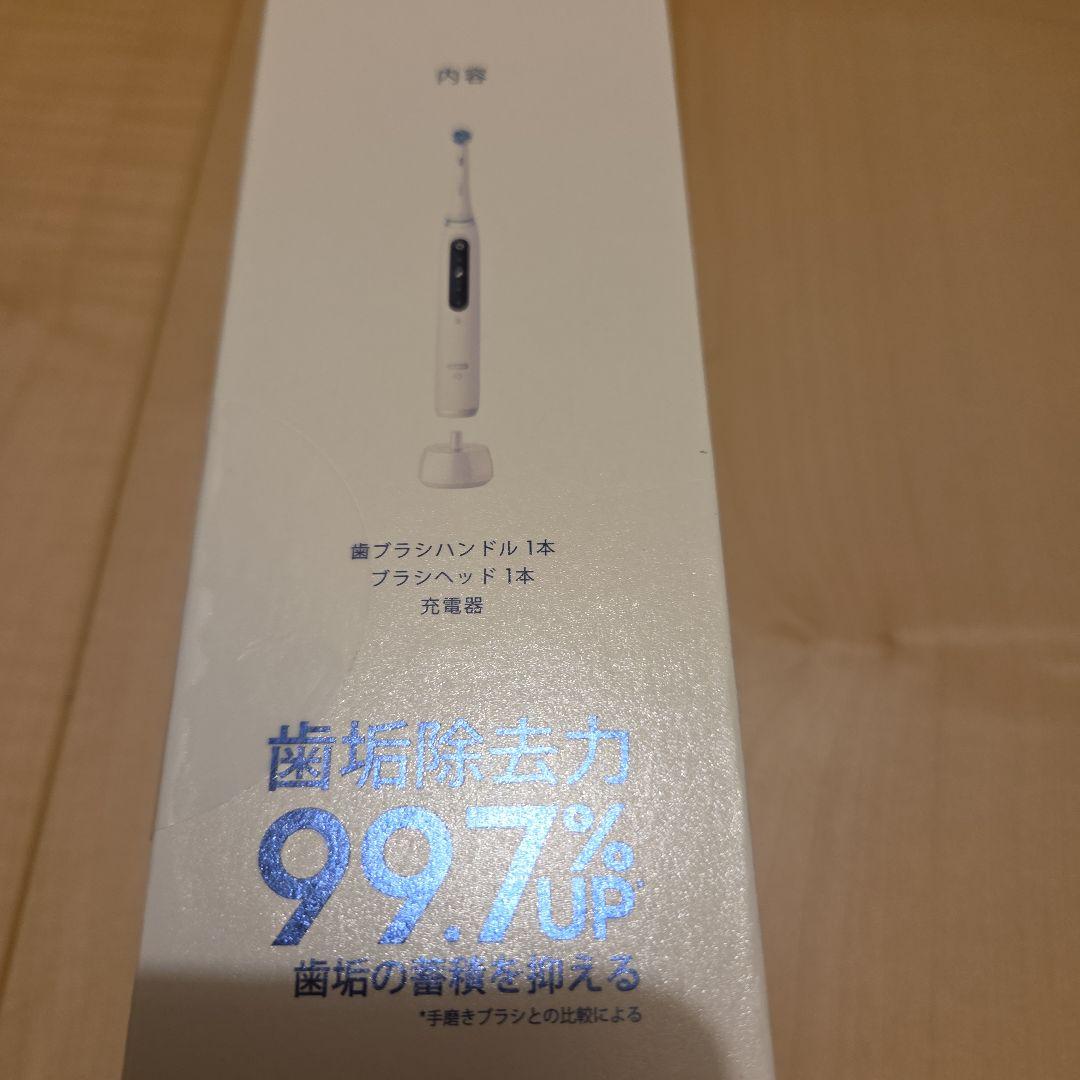 内容
歯ブラシハンドル 1本
ブラシヘッド 1本
充電器
歯垢除去力
99.7%UP*
歯垢の蓄積を抑える
*手磨きブラシとの比較による